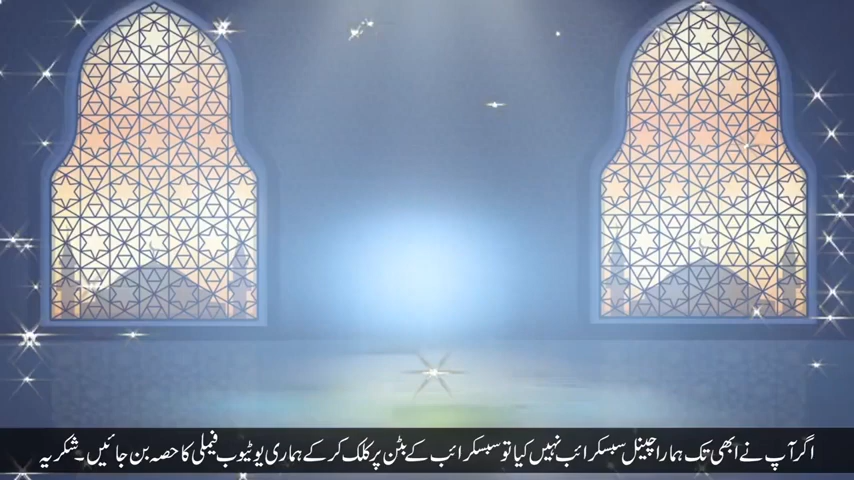 اگر آپ نے ابھی تک ہمارا چینل سبسکرائب نہیں کیا تو سبسکرائب کے بٹن پر کلک کر کے ہماری یوٹیوب فیملی کا حصہ بن جائیں۔ شکریہ